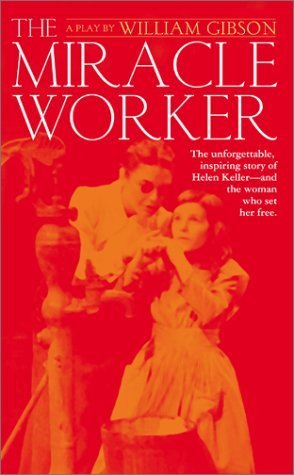 THE A PLAY BY WILLIAM GIBSON
MIRACLE
WORKER
The unforgettable,
inspiring story of
Helen Keller—and
the woman
who set
her free.